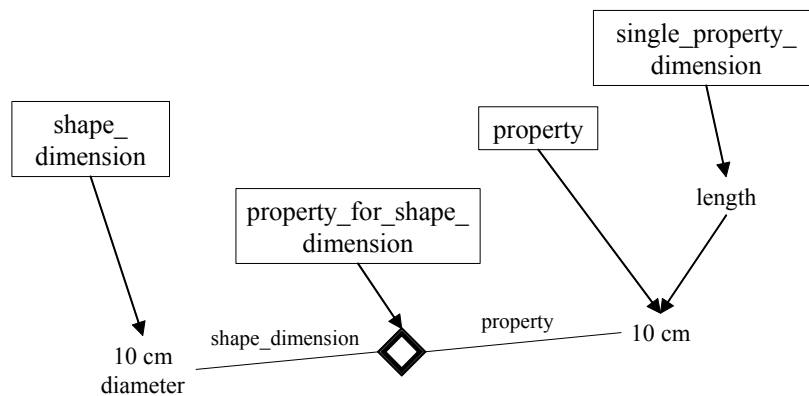 single_property_
dimension
shape_
dimension
property
length
property_for_shape_
dimension
shape_dimension
property
10 cm
10 cm
diameter